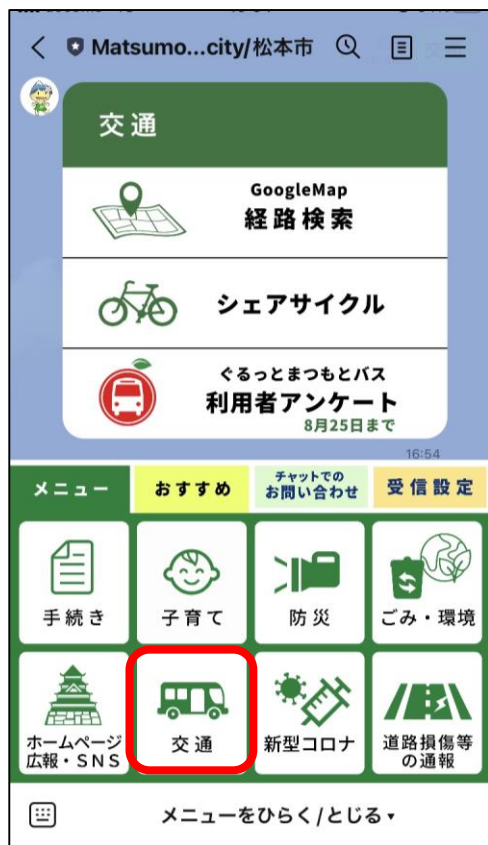 Matsumo...city/松本市
交通
GoogleMap
経路検索
シェアサイクル
ぐるっとまつもとバス
利用者アンケート
8月25日まで
16:54
メニュー
おすすめ
チャットでの
お問い合わせ
受信設定
手続き
子育て
防災
ごみ・環境
ホームページ
広報・SNS
交通
新型コロナ
道路損傷等
の通報
メニューをひらく/とじる▾